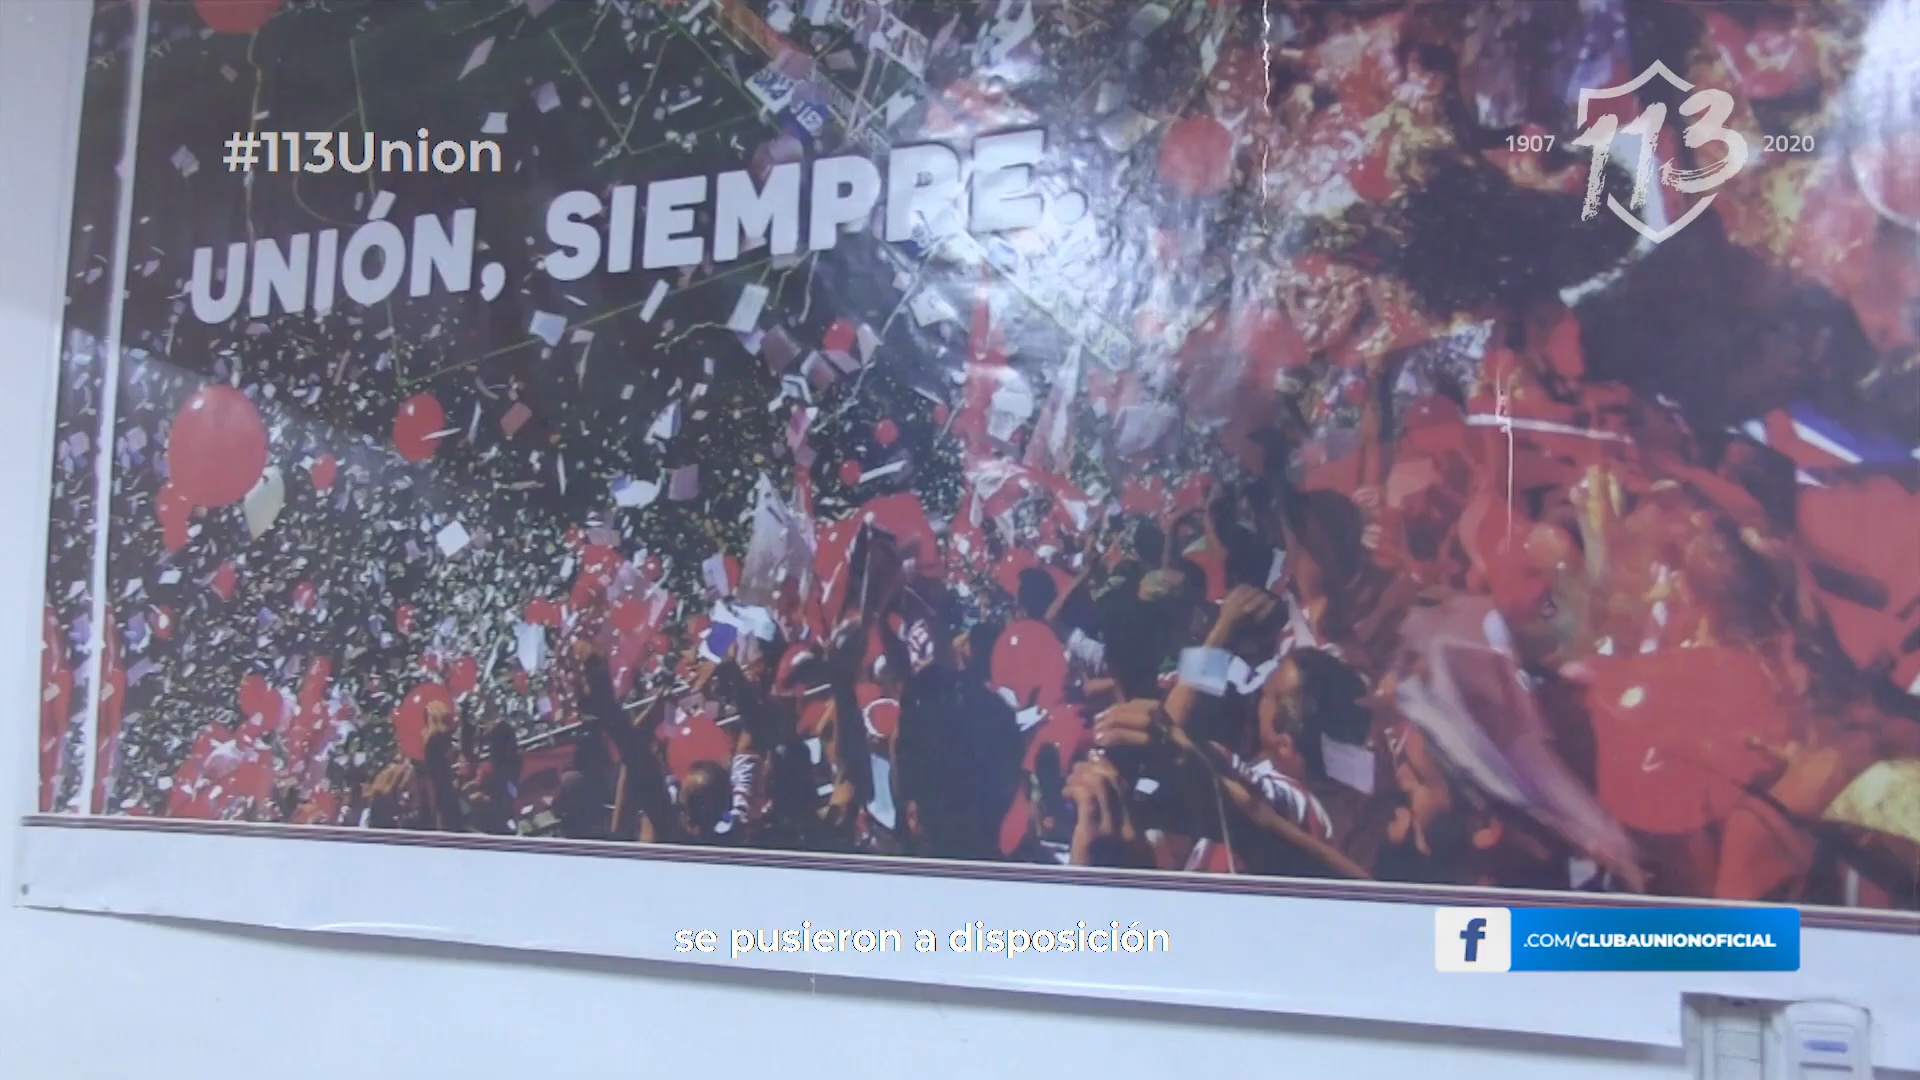 #113Union
1907 113 2020
UNIÓN, SIEMPRE.
se pusieron a disposición
f .COM/CLUBAUNIONOFICIAL